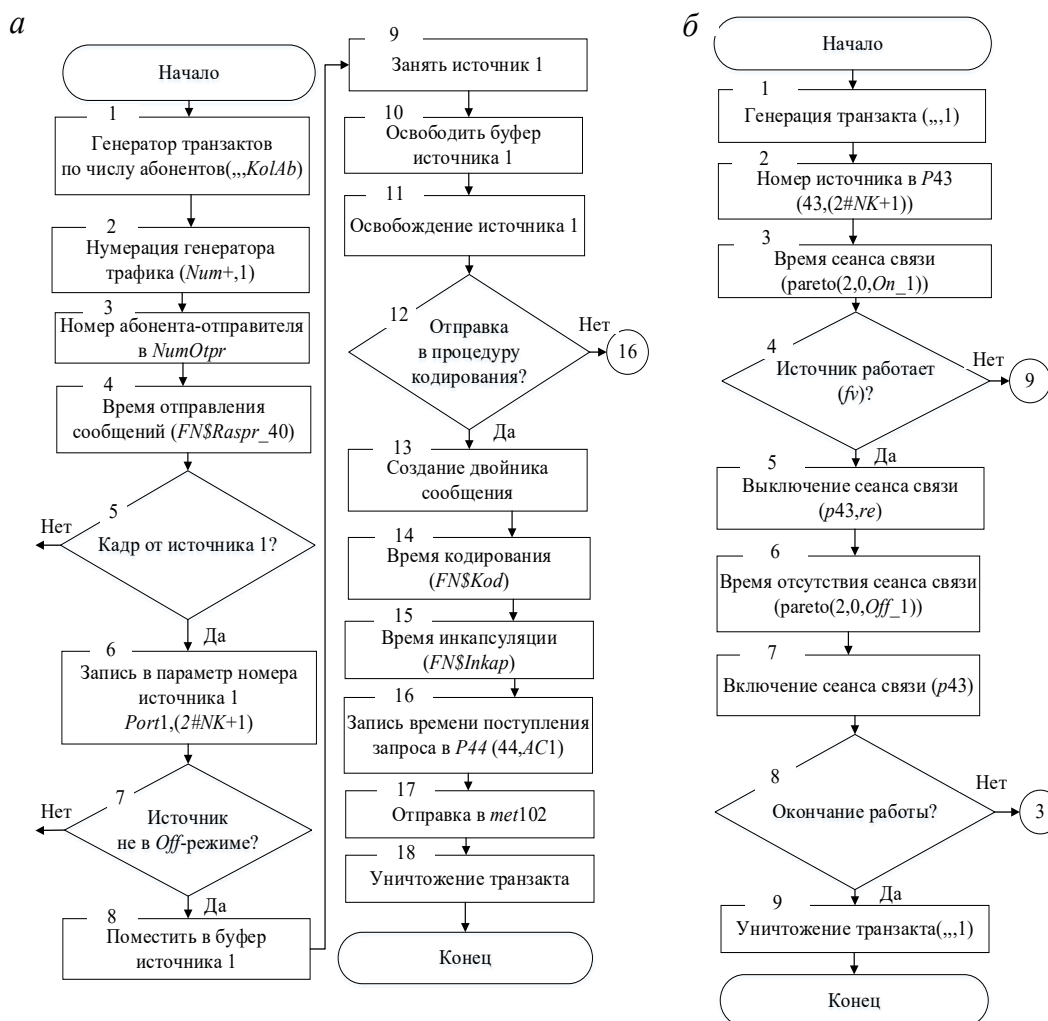 а
Начало
1
Генератор транзактов
по числу абонентов(,,,KolAb)
2
Нумерация генератора
трафика (Num+,1)
3
Номер абонента-отправителя
в NumOtpr
4
Время отправления
сообщений (FN$Raspr_40)
5
Нет
Кадр от источника 1?
Да
6
Запись в параметр номера
источника 1
Port1,(2#NK+1)
7
Нет
Источник
не в Off-режиме?
Да
8
Поместить в буфер
источника 1
9
Занять источник 1
10
Освободить буфер
источника 1
11
Освобождение источника 1
12
Отправка
в процедуру
кодирования?
Нет
16
Да
13
Создание двойника
сообщения
14
Время кодирования
(FN$Kod)
15
Время инкапсуляции
(FN$Inkap)
16
Запись времени поступления
запроса в P44 (44,AC1)
17
Отправка в met102
18
Уничтожение транзакта
Конец
б
Начало
1
Генерация транзакта (,,,1)
2
Номер источника в P43
(43,(2#NK+1))
3
Время сеанса связи
(pareto(2,0,On_1))
4
Источник работает
(fv)?
Нет
9
Да
5
Выключение сеанса связи
(p43,re)
6
Время отсутствия сеанса связи
(pareto(2,0,Off_1))
7
Включение сеанса связи (p43)
8
Окончание работы?
Нет
3
Да
9
Уничтожение транзакта(,,,1)
Конец